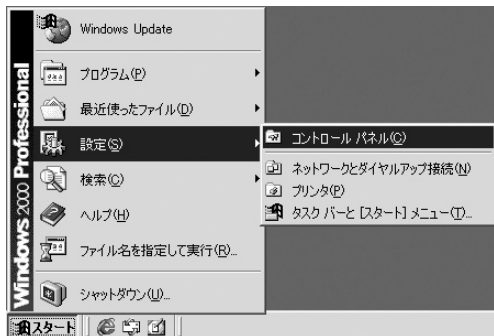 Windows Update
プログラム(P)
最近使ったファイル(D)
設定(S)
検索(C)
ヘルプ(H)
ファイル名を指定して実行(R)...
シャットダウン(U)...
コントロール パネル(C)
ネットワークとダイヤルアップ接続(N)
プリンタ(P)
タスク バーと [スタート] メニュー(T)...
Windows 2000 Professional
スタート